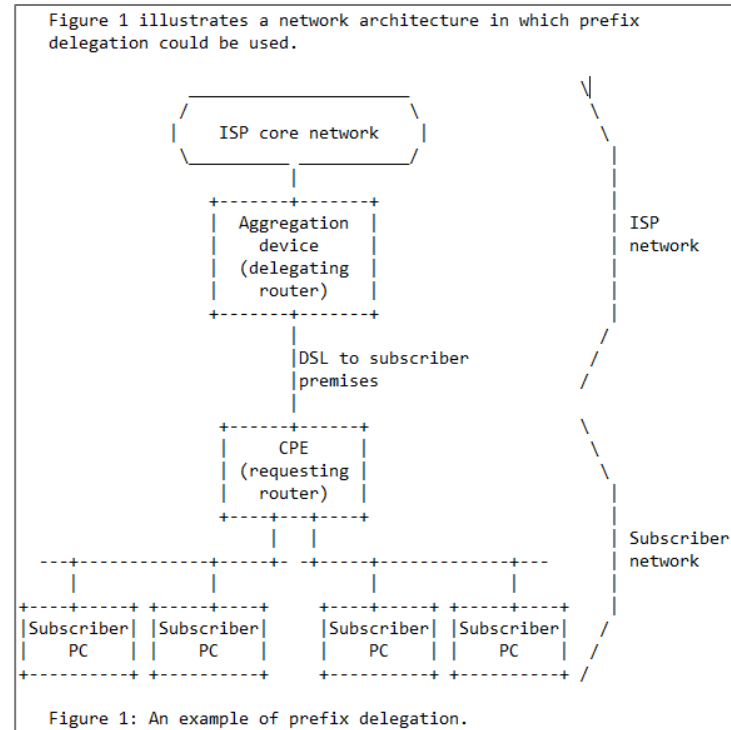 Figure 1 illustrates a network architecture in which prefix
delegation could be used.
ISP core network
Aggregation
device
(delegating
router)
ISP
network
DSL to subscriber
premises
CPE
(requesting
router)
Subscriber
network
Subscriber Subscriber Subscriber Subscriber
PC PC PC PC
Figure 1: An example of prefix delegation.